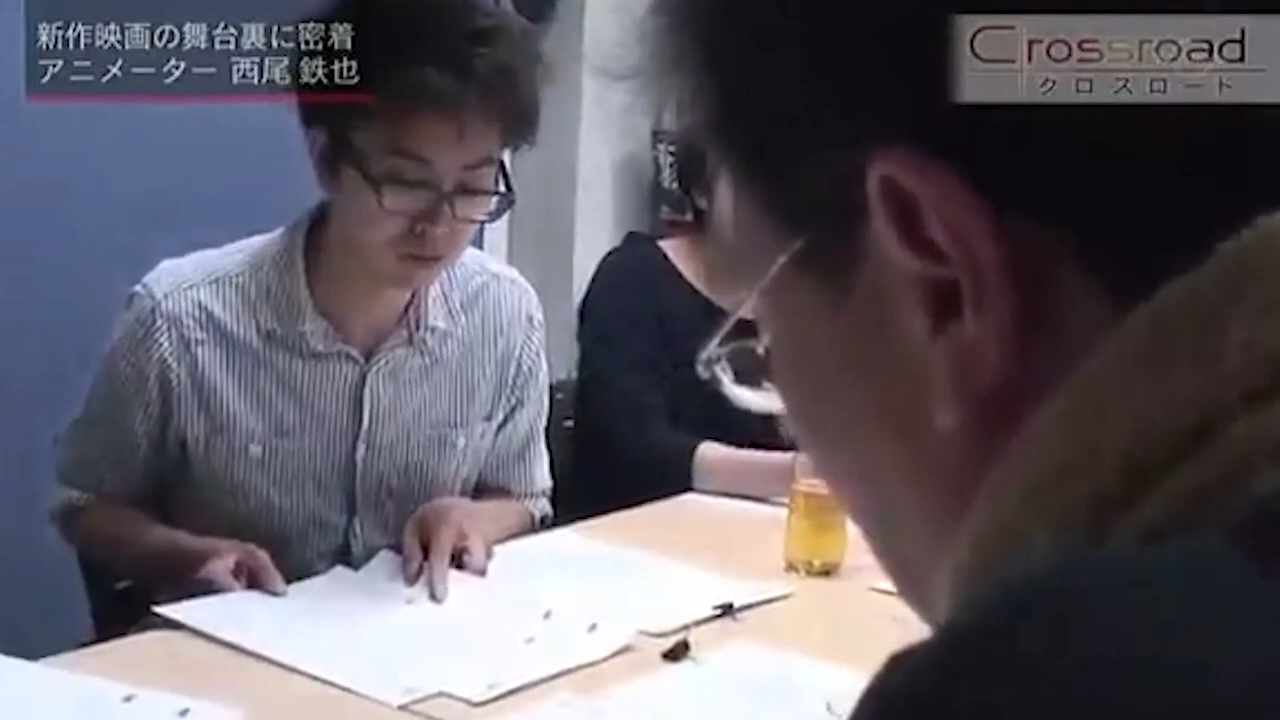 新作映画の舞台裏に密着
アニメーター 西尾 鉄也
Crossroad
クロスロード